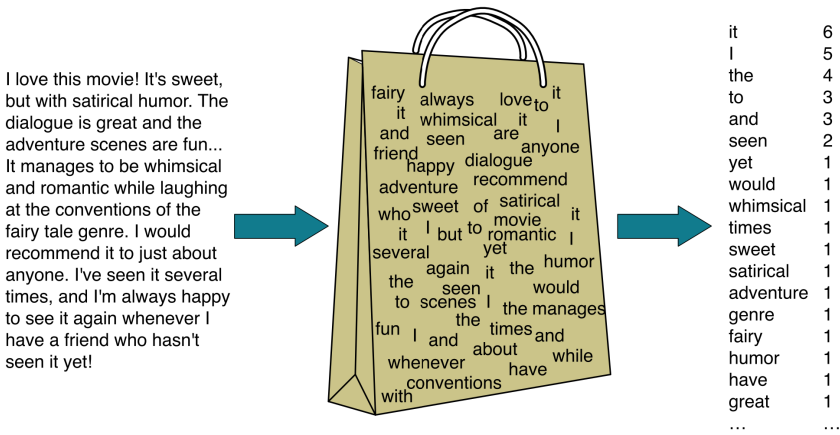 I love this movie! It's sweet,
but with satirical humor. The
dialogue is great and the
adventure scenes are fun...
It manages to be whimsical
and romantic while laughing
at the conventions of the
fairy tale genre. I would
recommend it to just about
anyone. I've seen it several
times, and I'm always happy
to see it again whenever I
have a friend who hasn't
seen it yet!
fairy always love to it
it whimsical it I
and seen are anyone
friend happy dialogue
adventure recommend
who sweet of satirical it
it I but to movie romantic I
several yet humor
again it the
the seen would
to scenes I the manages
fun I and the times and
about while
whenever have
conventions
with
it 6
I 5
the 4
to 3
and 3
seen 2
yet 1
would 1
whimsical 1
times 1
sweet 1
satirical 1
adventure 1
genre 1
fairy 1
humor 1
have 1
great 1
… …